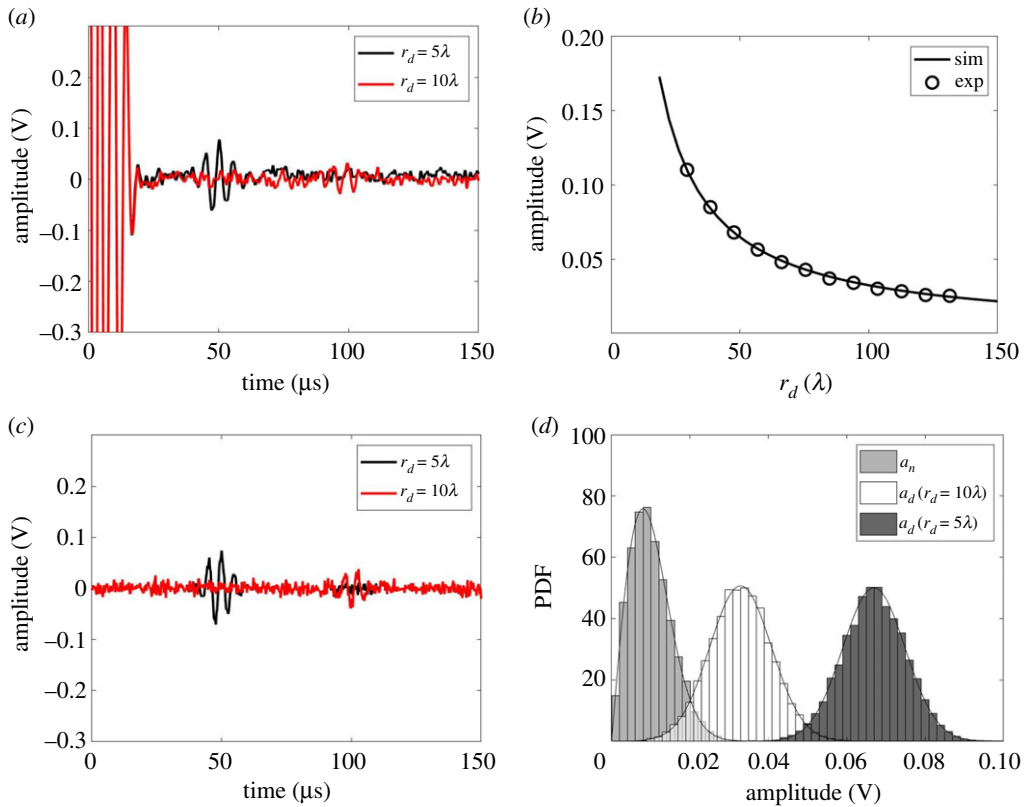 (a)
amplitude (V)
0.2
0.1
0
–0.1
–0.2
–0.3
r_d = 5λ
r_d = 10λ
0 50 100 150
time (μs)
(b)
amplitude (V)
0.20
0.15
0.10
0.05
sim
exp
0 50 100 150
r_d (λ)
(c)
amplitude (V)
0.2
0.1
0
–0.1
–0.2
–0.3
r_d = 5λ
r_d = 10λ
0 50 100 150
time (μs)
(d)
PDF
100
80
60
40
20
a_n
a_d (r_d = 10λ)
a_d (r_d = 5λ)
0 0.02 0.04 0.06 0.08 0.10
amplitude (V)